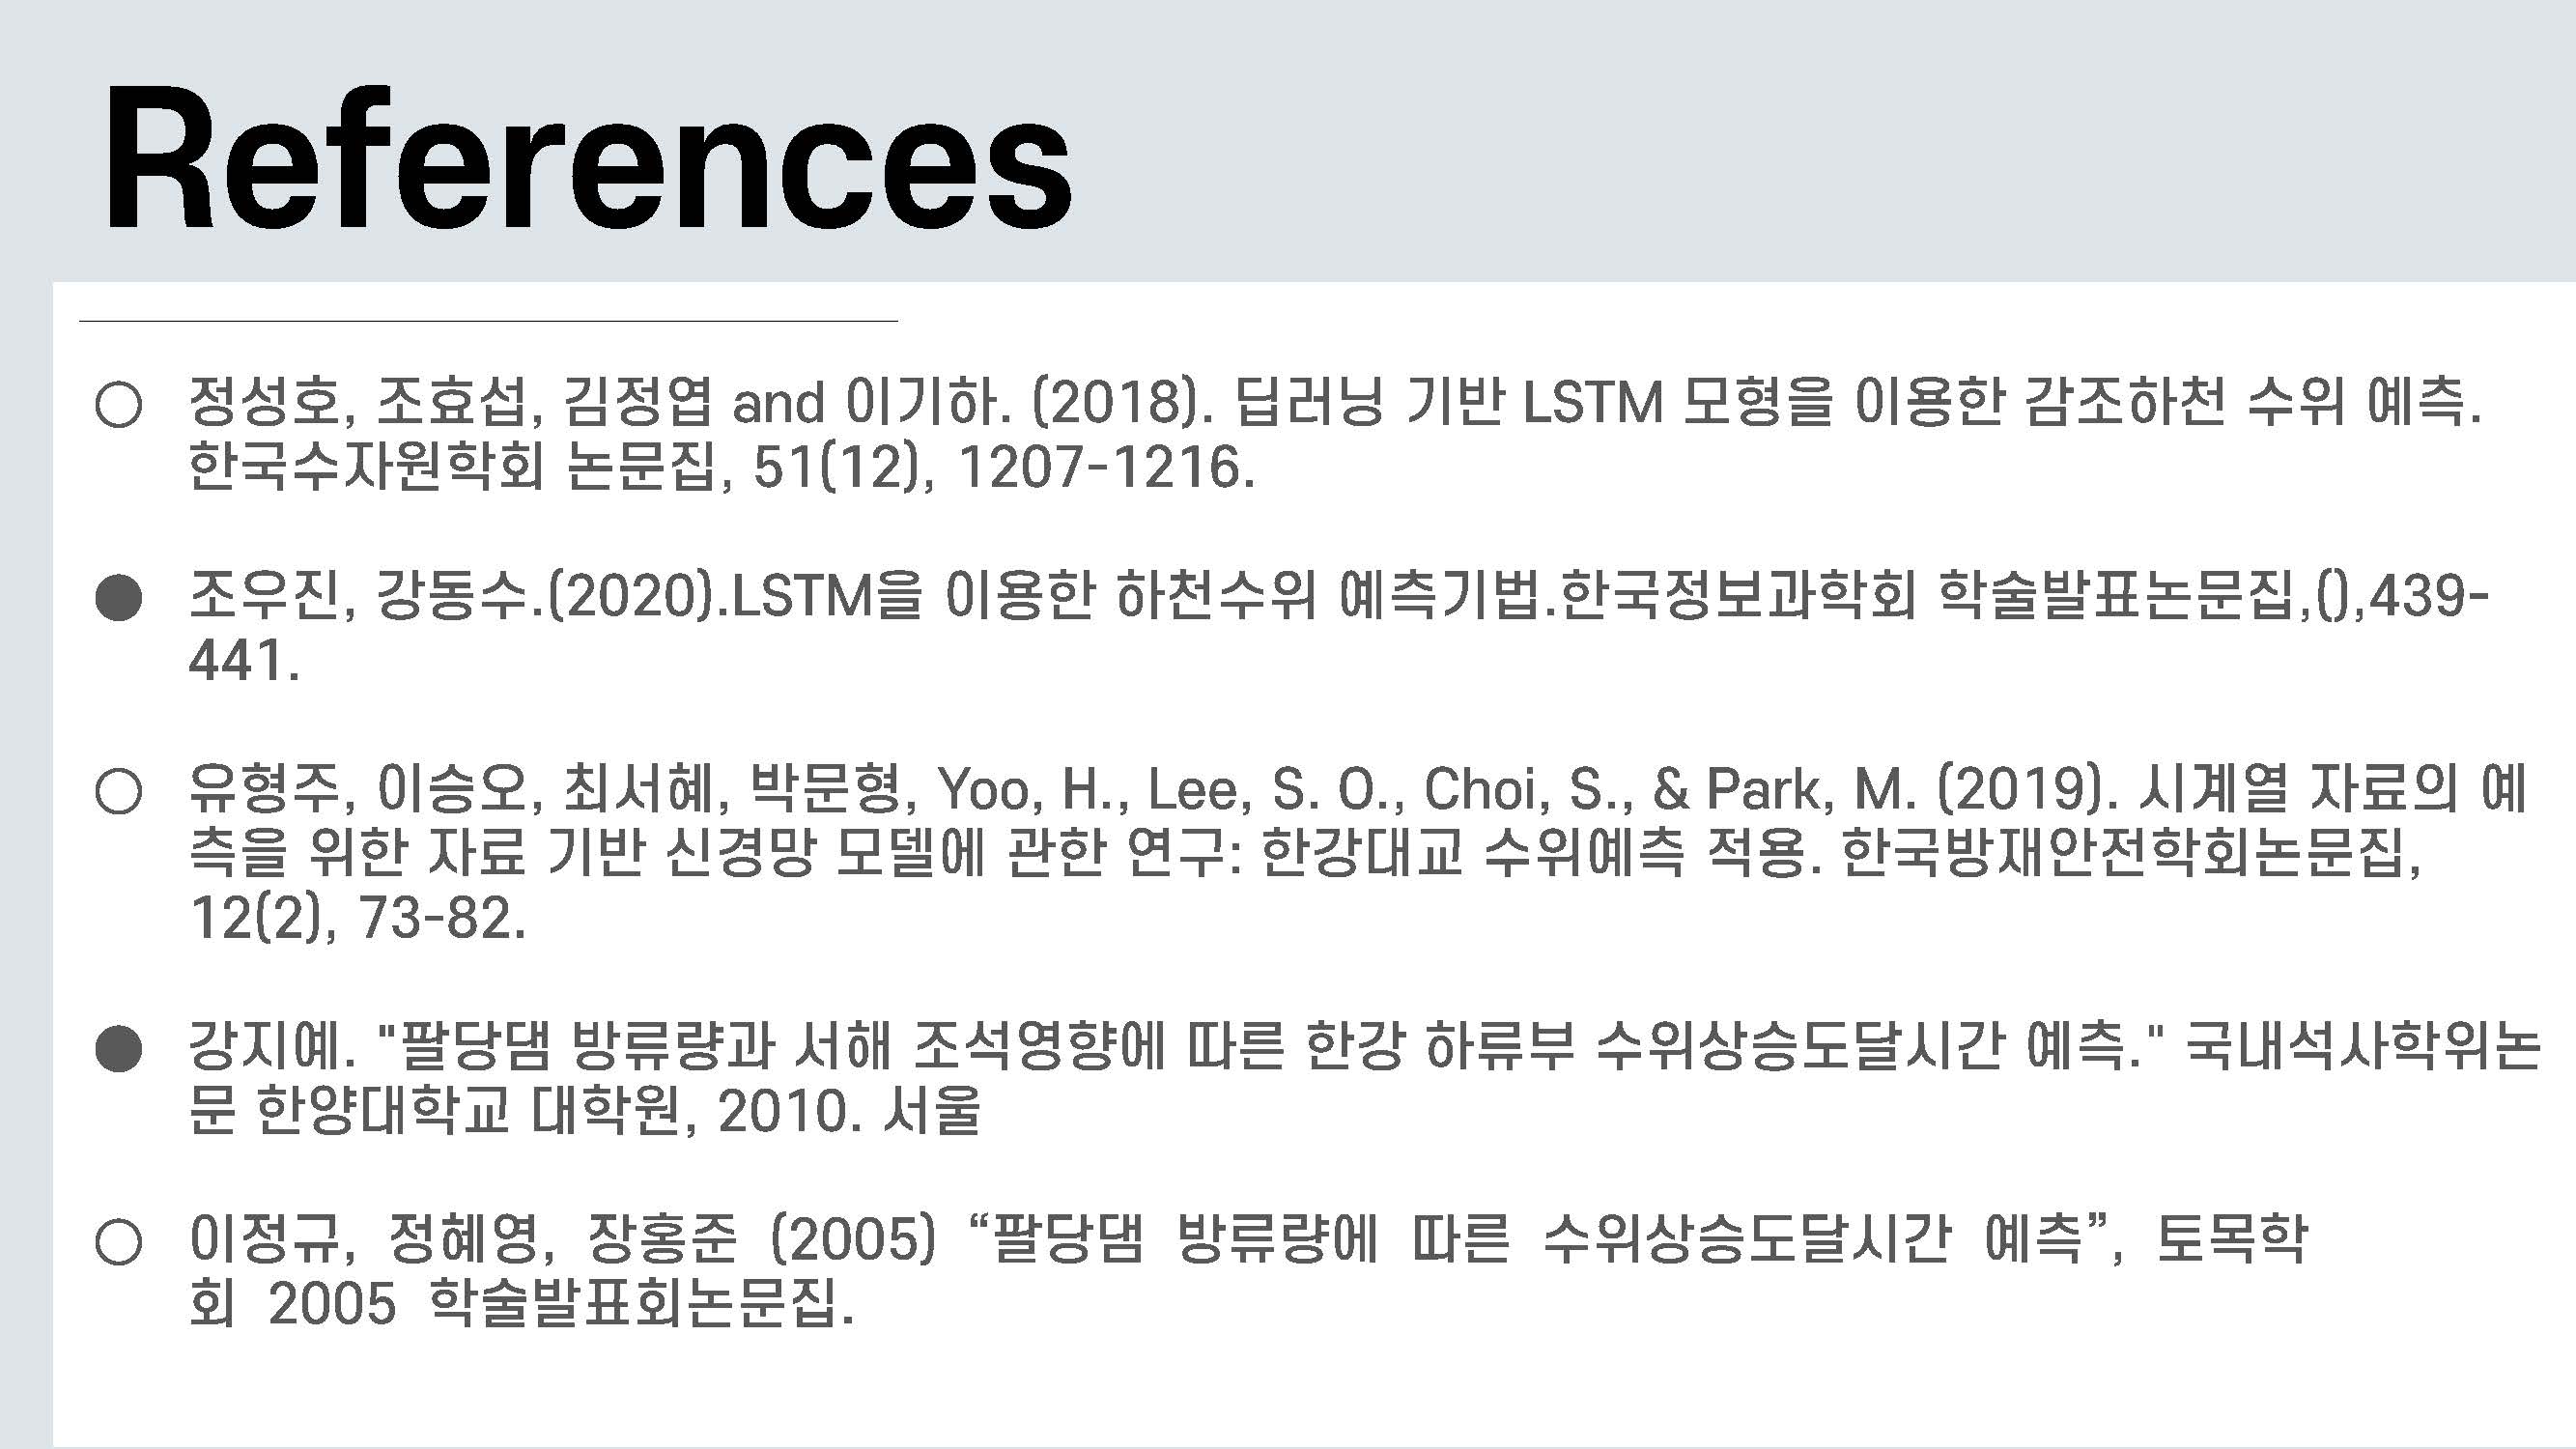 References
○ 정성호, 조효섭, 김정엽 and 이기하. (2018). 딥러닝 기반 LSTM 모형을 이용한 감조하천 수위 예측.
한국수자원학회 논문집, 51(12), 1207-1216.
● 조우진, 강동수.(2020).LSTM을 이용한 하천수위 예측기법.한국정보과학회 학술발표논문집,(),439-
441.
○ 유형주, 이승오, 최서혜, 박문형, Yoo, H., Lee, S. O., Choi, S., & Park, M. (2019). 시계열 자료의 예
측을 위한 자료 기반 신경망 모델에 관한 연구: 한강대교 수위예측 적용. 한국방재안전학회논문집,
12(2), 73-82.
● 강지예. "팔당댐 방류량과 서해 조석영향에 따른 한강 하류부 수위상승도달시간 예측." 국내석사학위논
문 한양대학교 대학원, 2010. 서울
○ 이정규, 정혜영, 장홍준 (2005) “팔당댐 방류량에 따른 수위상승도달시간 예측”, 토목학
회 2005 학술발표회논문집.